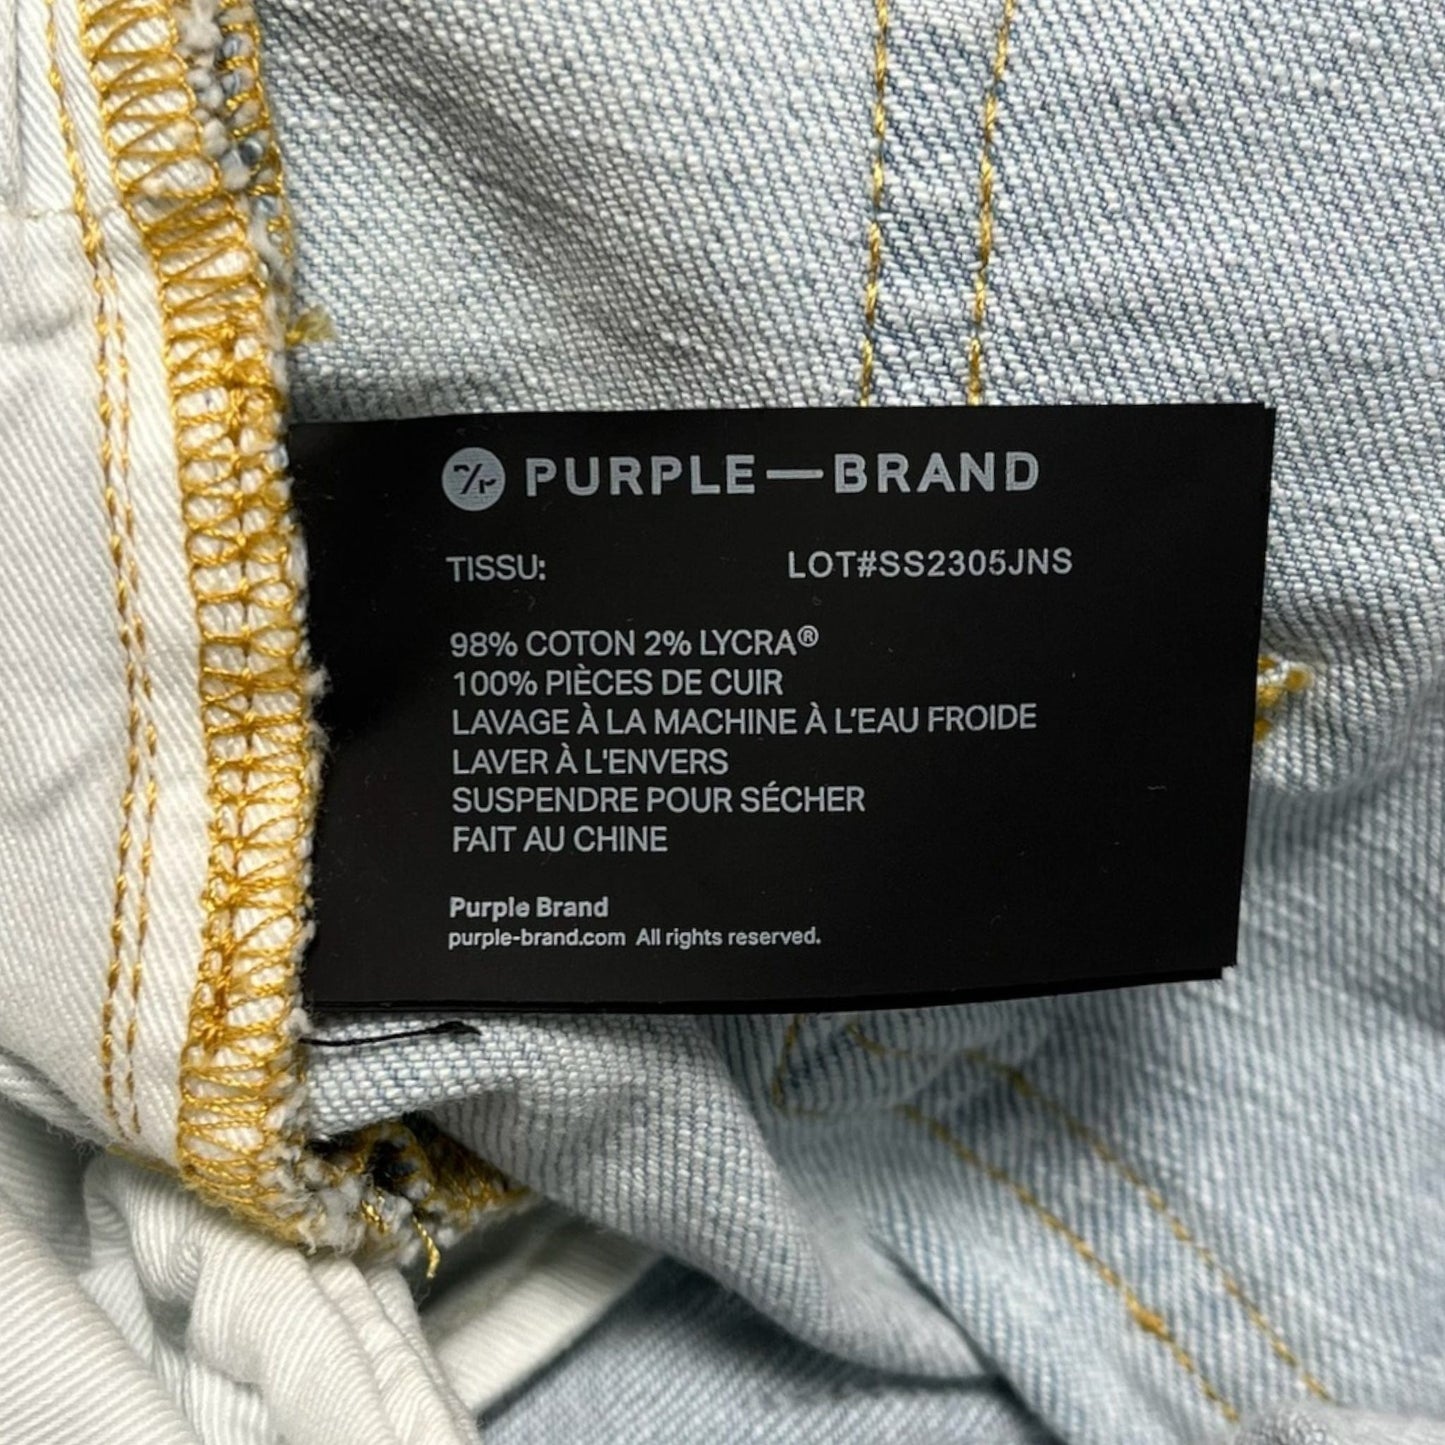 PURPLE—BRAND
TISSU: LOT#SS2305JNS
98% COTON 2% LYCRA®
100% PIÈCES DE CUIR
LAVAGE À LA MACHINE À L'EAU FROIDE
LAVER À L'ENVERS
SUSPENDRE POUR SÉCHER
FAIT AU CHINE
Purple Brand
purple-brand.com All rights reserved.